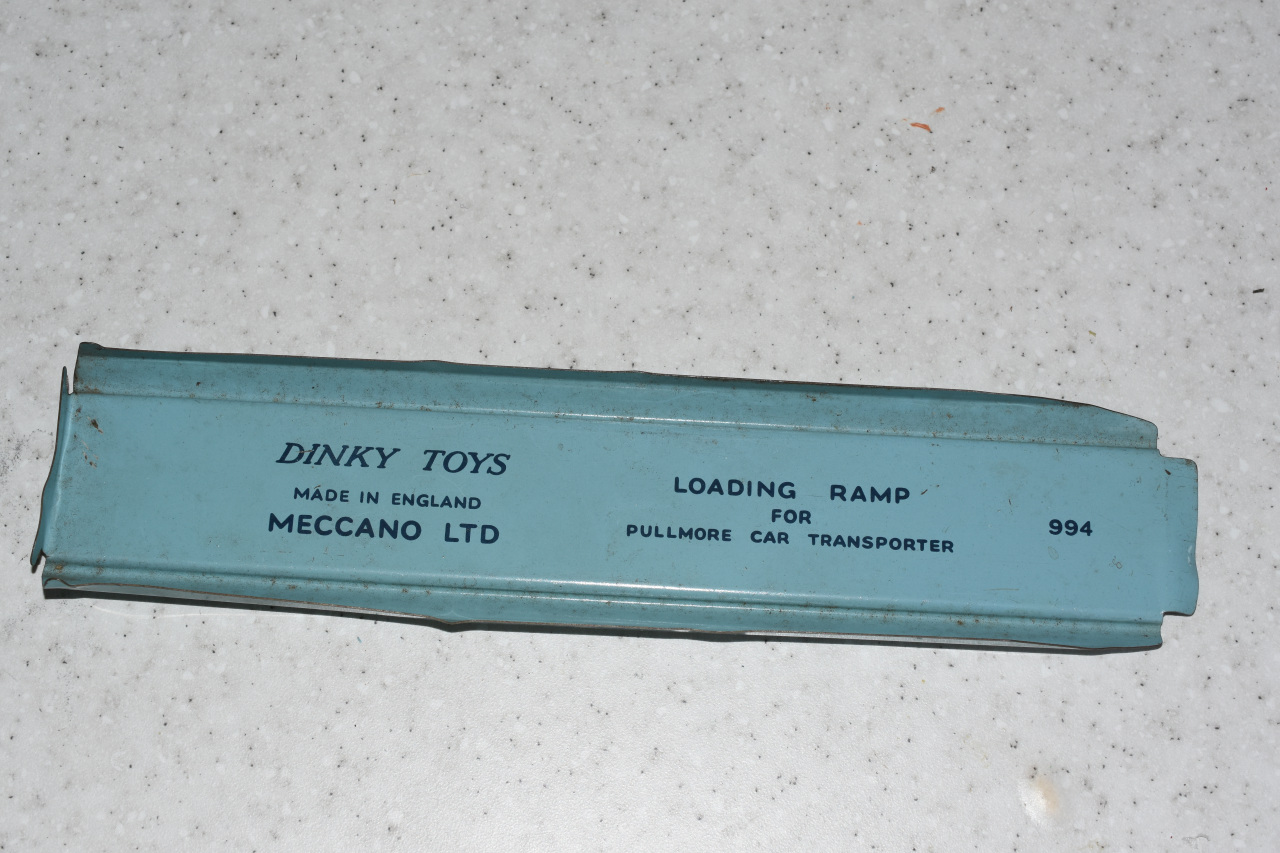 DINKY TOYS
MADE IN ENGLAND
MECCANO LTD
LOADING RAMP
FOR
PULLMORE CAR TRANSPORTER
994